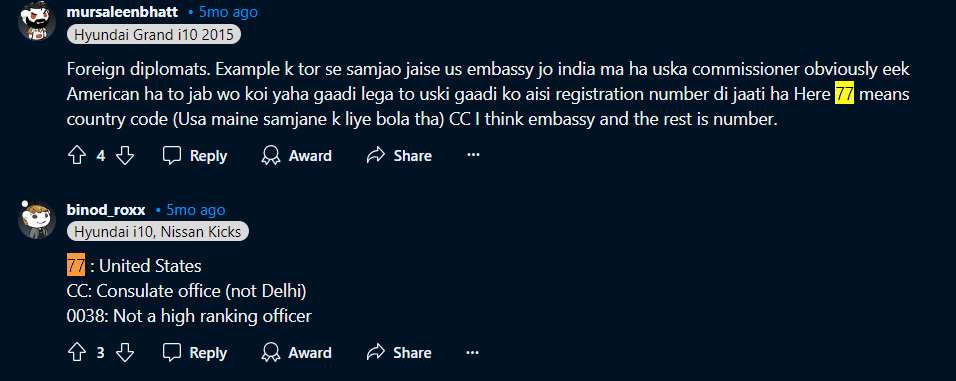 mursaleenbhatt • 5mo ago
Hyundai Grand i10 2015
Foreign diplomats. Example k tor se samjao jaise us embassy jo india ma ha uska commissioner obviously eek
American ha to jab wo koi yaha gaadi lega to uski gaadi ko aisi registration number di jaati ha Here 77 means
country code (Usa maine samjane k liye bola tha) CC I think embassy and the rest is number.
4 Reply Award Share ...
binod_roxx • 5mo ago
Hyundai i10, Nissan Kicks
77 : United States
CC: Consulate office (not Delhi)
0038: Not a high ranking officer
3 Reply Award Share ...